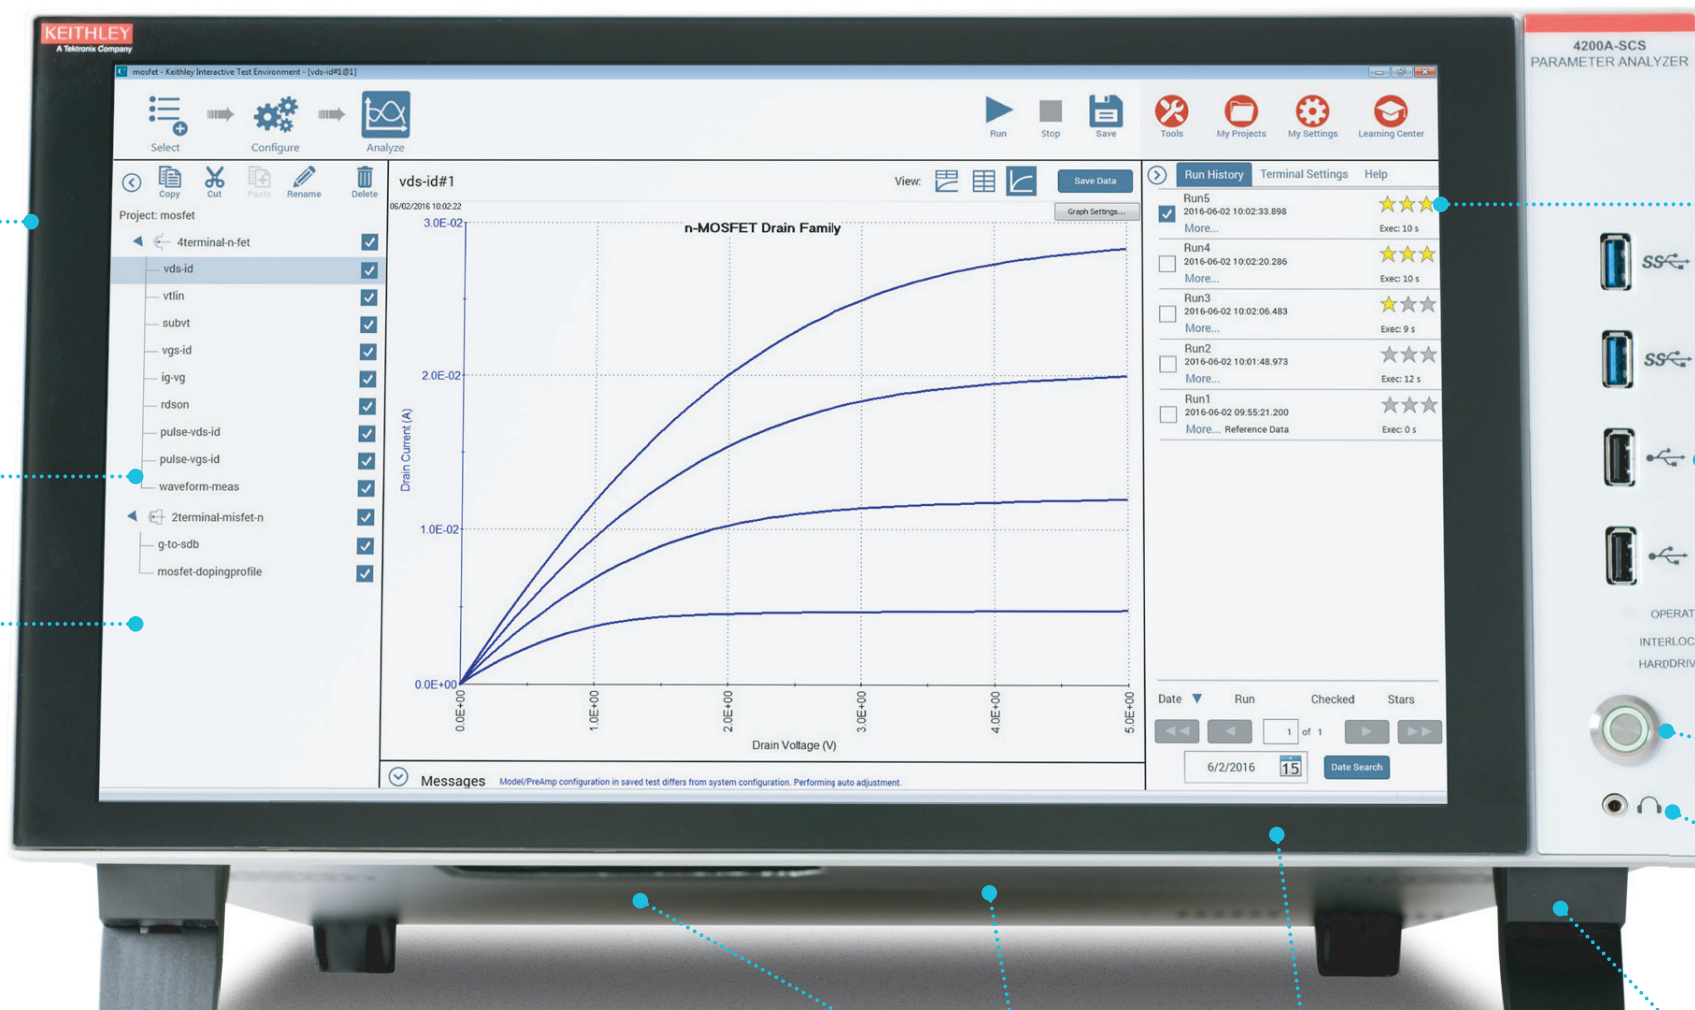 KEITHLEY
A Tektronix Company
4200A-SCS
PARAMETER ANALYZER
mosfet - Keithley Interactive Test Environment - [vds-id#1@1]
Select
Configure
Analyze
Run
Stop
Save
Tools
My Projects
My Settings
Learning Center
Copy
Cut
Paste
Rename
Delete
Project: mosfet
4terminal-n-fet
vds-id
vtlin
subvt
vgs-id
ig-vg
rdson
pulse-vds-id
pulse-vgs-id
waveform-meas
2terminal-misfet-n
g-to-sdb
mosfet-dopingprofile
vds-id#1
View:
Save Data
06/02/2016 10:02:22
Graph Settings...
n-MOSFET Drain Family
3.0E-02
2.0E-02
1.0E-02
0.0E+00
Drain Current (A)
0.0E+00
1.0E+00
2.0E+00
3.0E+00
4.0E+00
5.0E+00
Drain Voltage (V)
Messages
Model/PreAmp configuration in saved test differs from system configuration. Performing auto adjustment.
Run History
Terminal Settings
Help
Run5
2016-06-02 10:02:33.898
More...
Exec: 10 s
Run4
2016-06-02 10:02:20.286
More...
Exec: 10 s
Run3
2016-06-02 10:02:06.483
More...
Exec: 9 s
Run2
2016-06-02 10:01:48.973
More...
Exec: 12 s
Run1
2016-06-02 09:55:21.200
More... Reference Data
Exec: 0 s
Date
Run
Checked
Stars
1 of 1
6/2/2016
15
Date Search
SS
SS
OPERAT
INTERLOC
HARDDRIV